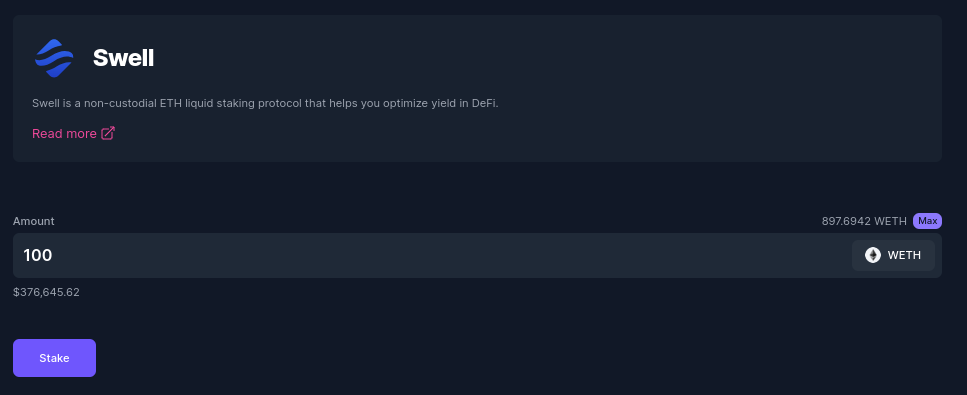 Swell
Swell is a non-custodial ETH liquid staking protocol that helps you optimize yield in DeFi.
Read more
Amount 897.6942 WETH Max
100 WETH
$376,645.62
Stake